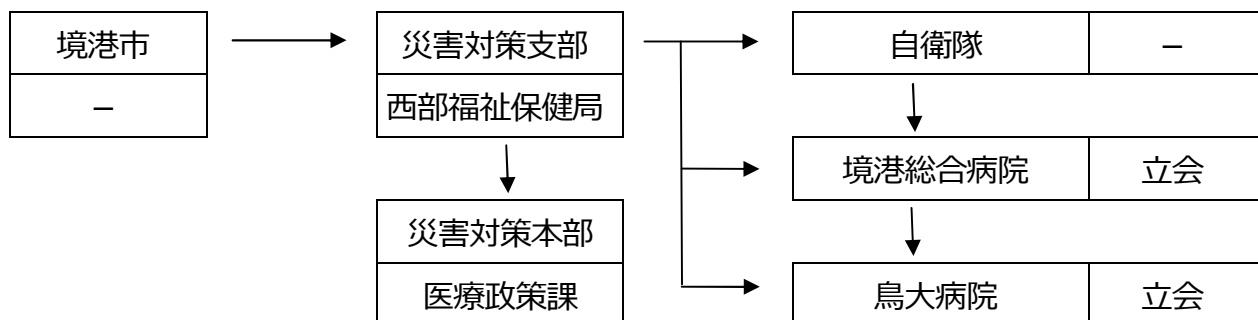 境港市
－
災害対策支部
西部福祉保健局
災害対策本部
医療政策課
自衛隊 －
境港総合病院 立会
鳥大病院 立会